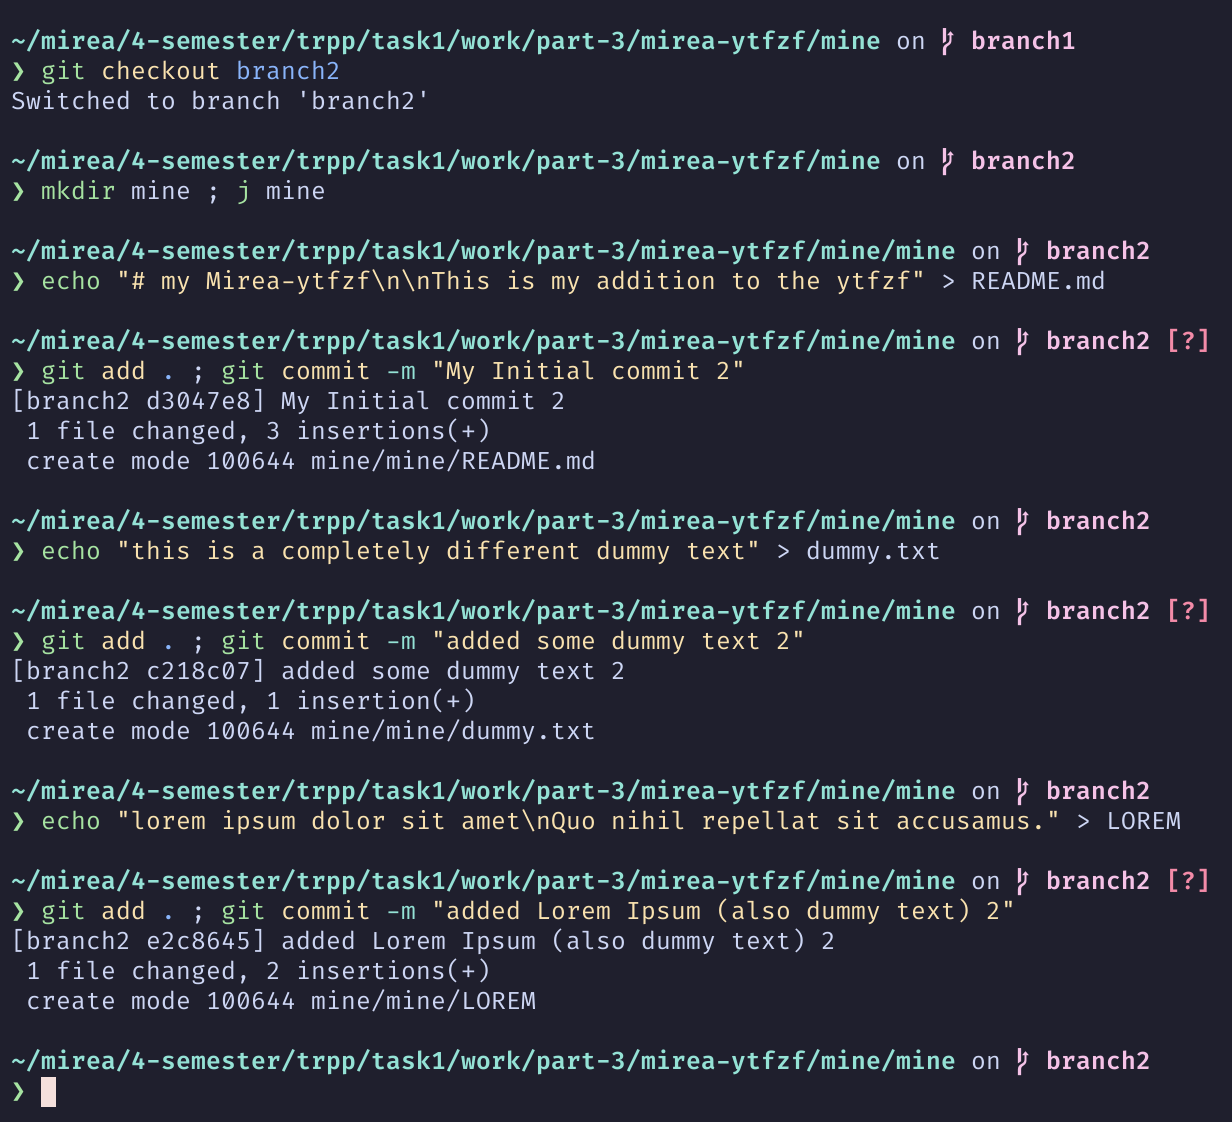 ~/mirea/4-semester/trpp/task1/work/part-3/mirea-ytfzf/mine on branch1
❯ git checkout branch2
Switched to branch 'branch2'
~/mirea/4-semester/trpp/task1/work/part-3/mirea-ytfzf/mine on branch2
❯ mkdir mine ; j mine
~/mirea/4-semester/trpp/task1/work/part-3/mirea-ytfzf/mine/mine on branch2
❯ echo "# my Mirea-ytfzf\n\nThis is my addition to the ytfzf" > README.md
~/mirea/4-semester/trpp/task1/work/part-3/mirea-ytfzf/mine/mine on branch2 [?]
❯ git add . ; git commit -m "My Initial commit 2"
[branch2 d3047e8] My Initial commit 2
 1 file changed, 3 insertions(+)
 create mode 100644 mine/mine/README.md
~/mirea/4-semester/trpp/task1/work/part-3/mirea-ytfzf/mine/mine on branch2
❯ echo "this is a completely different dummy text" > dummy.txt
~/mirea/4-semester/trpp/task1/work/part-3/mirea-ytfzf/mine/mine on branch2 [?]
❯ git add . ; git commit -m "added some dummy text 2"
[branch2 c218c07] added some dummy text 2
 1 file changed, 1 insertion(+)
 create mode 100644 mine/mine/dummy.txt
~/mirea/4-semester/trpp/task1/work/part-3/mirea-ytfzf/mine/mine on branch2
❯ echo "lorem ipsum dolor sit amet\nQuo nihil repellat sit accusamus." > LOREM
~/mirea/4-semester/trpp/task1/work/part-3/mirea-ytfzf/mine/mine on branch2 [?]
❯ git add . ; git commit -m "added Lorem Ipsum (also dummy text) 2"
[branch2 e2c8645] added Lorem Ipsum (also dummy text) 2
 1 file changed, 2 insertions(+)
 create mode 100644 mine/mine/LOREM
~/mirea/4-semester/trpp/task1/work/part-3/mirea-ytfzf/mine/mine on branch2
❯